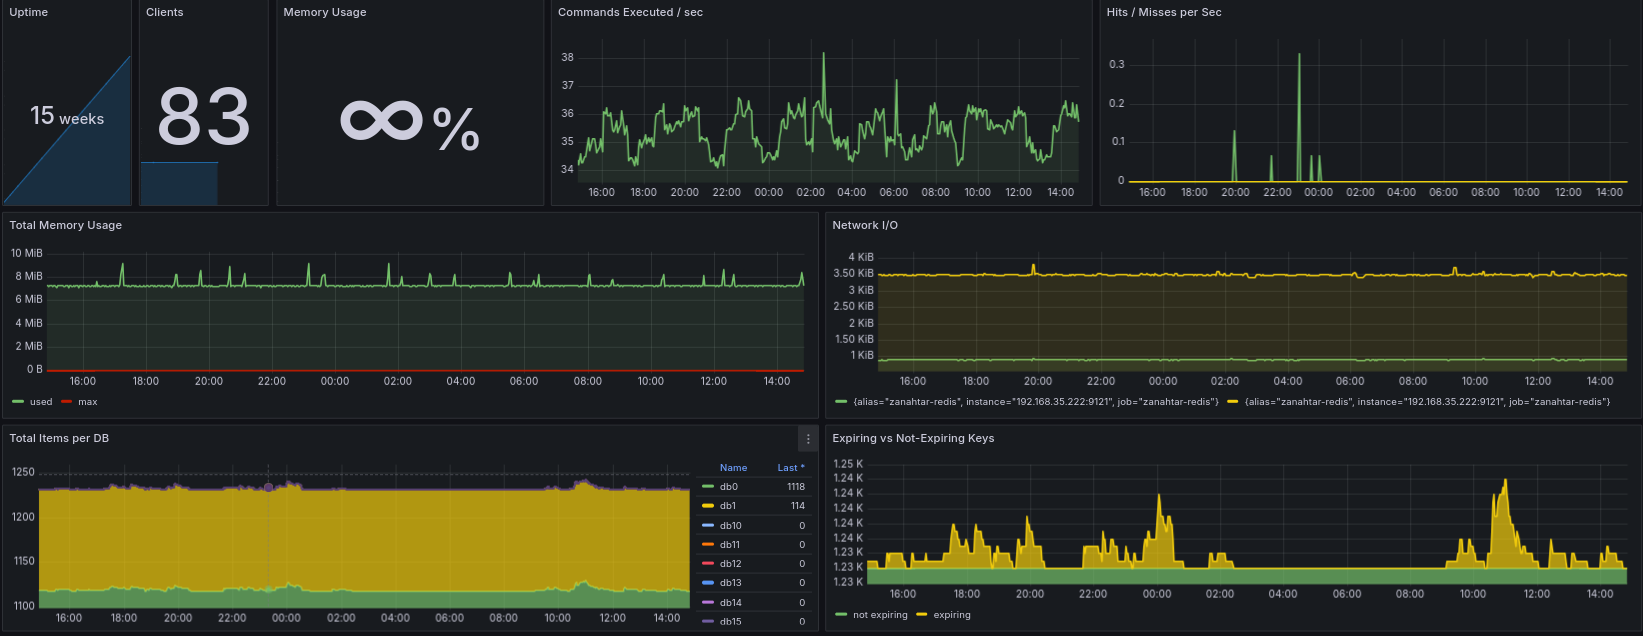 Uptime
15 weeks
Clients
83
Memory Usage
∞%
Commands Executed / sec
38
37
36
35
34
16:00 18:00 20:00 22:00 00:00 02:00 04:00 06:00 08:00 10:00 12:00 14:00
Hits / Misses per Sec
0.3
0.2
0.1
0
16:00 18:00 20:00 22:00 00:00 02:00 04:00 06:00 08:00 10:00 12:00 14:00
Total Memory Usage
10 MiB
8 MiB
6 MiB
4 MiB
2 MiB
0 B
16:00 18:00 20:00 22:00 00:00 02:00 04:00 06:00 08:00 10:00 12:00 14:00
used max
Network I/O
4 KiB
3.50 KiB
3 KiB
2.50 KiB
2 KiB
1.50 KiB
1 KiB
16:00 18:00 20:00 22:00 00:00 02:00 04:00 06:00 08:00 10:00 12:00 14:00
{alias="zanahtar-redis", instance="192.168.35.222:9121", job="zanahtar-redis"} {alias="zanahtar-redis", instance="192.168.35.222:9121", job="zanahtar-redis"}
Total Items per DB
1250
1200
1150
1100
16:00 18:00 20:00 22:00 00:00 02:00 04:00 06:00 08:00 10:00 12:00 14:00
Name Last *
db0 1118
db1 114
db10 0
db11 0
db12 0
db13 0
db14 0
db15 0
Expiring vs Not-Expiring Keys
1.25 K
1.24 K
1.24 K
1.24 K
1.24 K
1.24 K
1.23 K
1.23 K
1.23 K
16:00 18:00 20:00 22:00 00:00 02:00 04:00 06:00 08:00 10:00 12:00 14:00
not expiring expiring